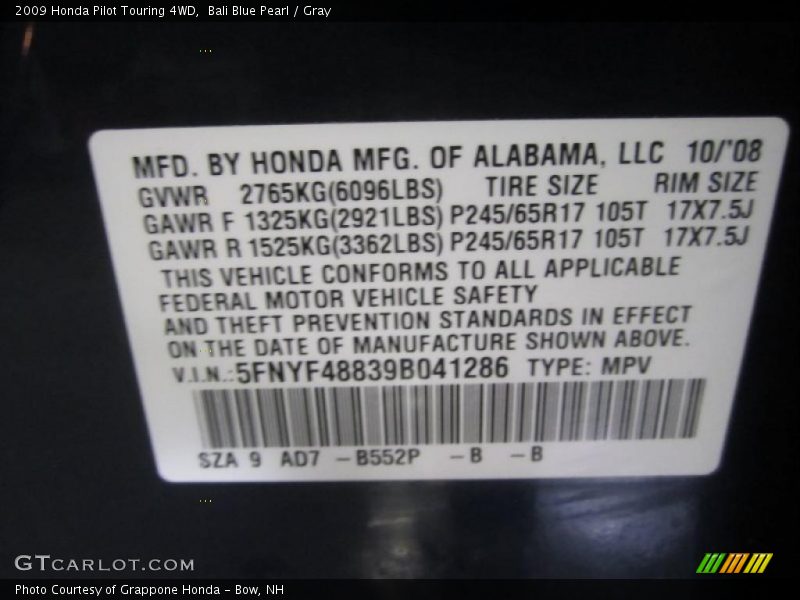 2009 Honda Pilot Touring 4WD,  Bali Blue Pearl / Gray
MFD. BY HONDA MFG. OF ALABAMA, LLC 10/'08
GVWR 2765KG(6096LBS) TIRE SIZE RIM SIZE
GAWR F 1325KG(2921LBS) P245/65R17 105T 17X7.5J
GAWR R 1525KG(3362LBS) P245/65R17 105T 17X7.5J
THIS VEHICLE CONFORMS TO ALL APPLICABLE
FEDERAL MOTOR VEHICLE SAFETY
AND THEFT PREVENTION STANDARDS IN EFFECT
ON THE DATE OF MANUFACTURE SHOWN ABOVE.
V.I.N.:5FNYF48839B041286 TYPE: MPV
SZA 9 AD7 -B552P -B -B
GTCARLOT.COM
Photo Courtesy of Grappone Honda - Bow, NH